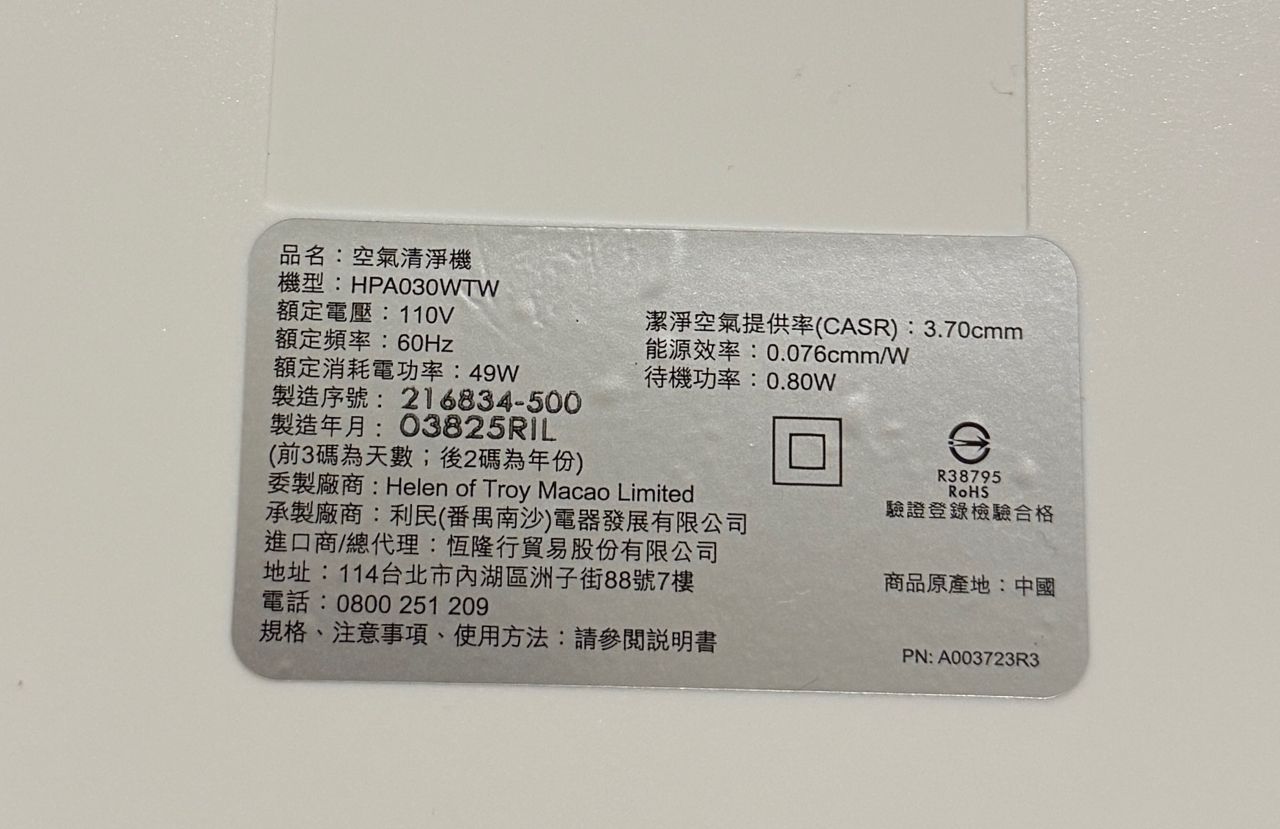 品名：空氣清淨機
機型：HPA030WTW
額定電壓：110V
額定頻率：60Hz
額定消耗電功率：49W
製造序號：216834-500
製造年月：03825RIL
(前3碼為天數；後2碼為年份)
委製廠商：Helen of Troy Macao Limited
承製廠商：利民(番禺南沙)電器發展有限公司
進口商/總代理：恆隆行貿易股份有限公司
地址：114台北市內湖區洲子街88號7樓
電話：0800 251 209
規格、注意事項、使用方法：請參閱說明書
潔淨空氣提供率(CASR)：3.70cmm
能源效率：0.076cmm/W
待機功率：0.80W
R38795
RoHS
驗證登錄檢驗合格
商品原產地：中國
PN: A003723R3